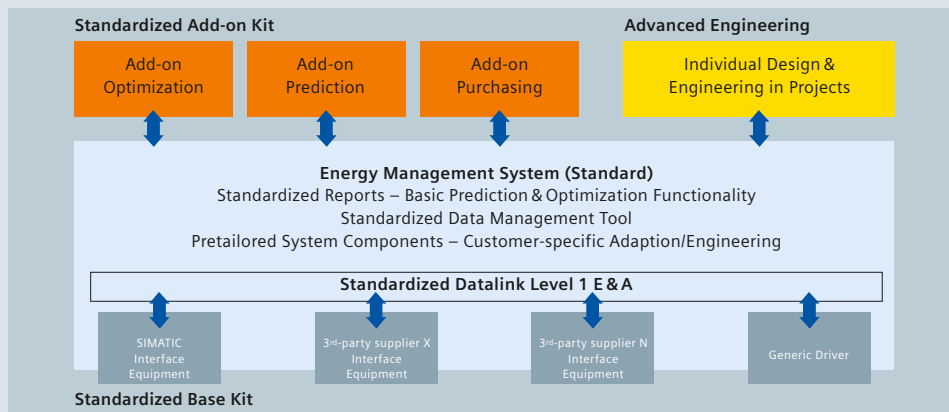 Standardized Add-on Kit
Advanced Engineering
Add-on
Optimization
Add-on
Prediction
Add-on
Purchasing
Individual Design & 
Engineering in Projects
Energy Management System (Standard)
Standardized Reports – Basic Prediction & Optimization Functionality
Standardized Data Management Tool
Pretailored System Components – Customer-specific Adaption/Engineering
Standardized Datalink Level 1 E & A
SIMATIC
Interface
Equipment
3rd-party supplier X
Interface
Equipment
3rd-party supplier N
Interface
Equipment
Generic Driver
Standardized Base Kit